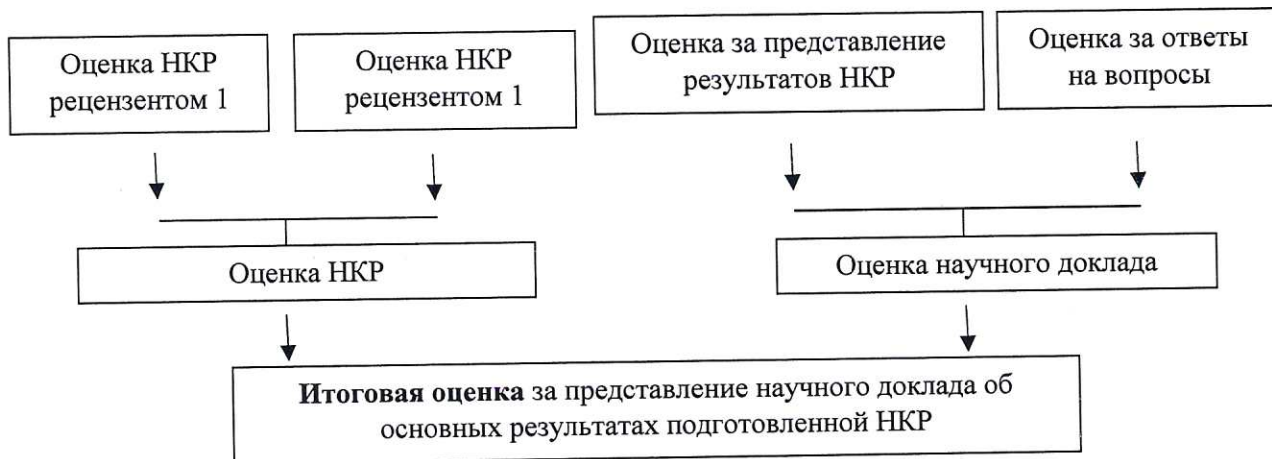 Оценка НКР
рецензентом 1
Оценка НКР
рецензентом 1
Оценка за представление
результатов НКР
Оценка за ответы
на вопросы
Оценка НКР
Оценка научного доклада
Итоговая оценка за представление научного доклада об
основных результатах подготовленной НКР